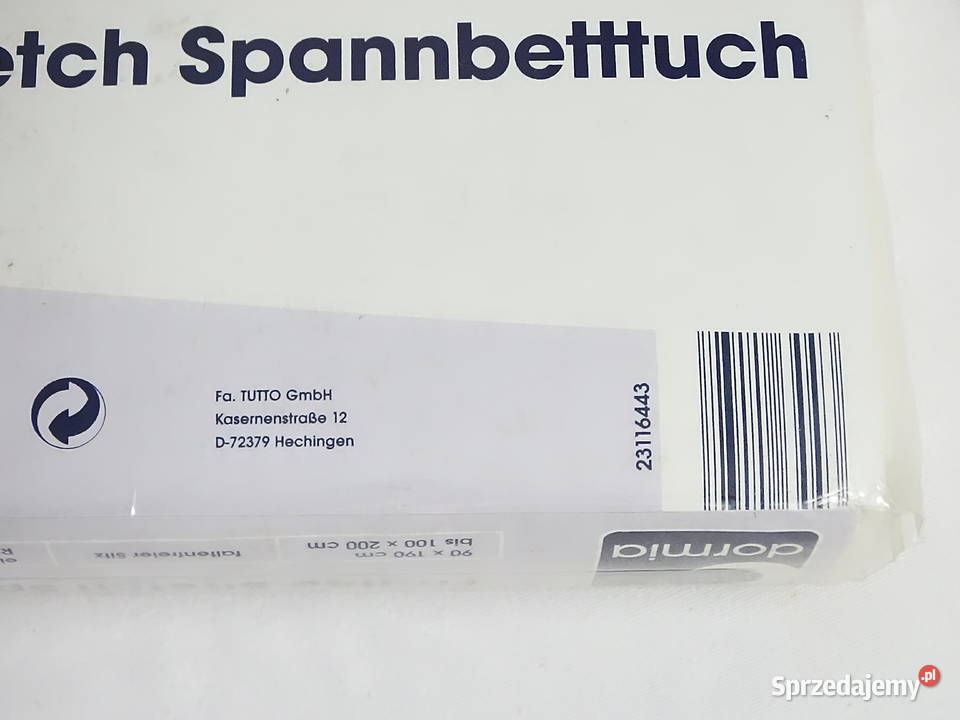 etch Spannbetttuch
Fa. TUTTO GmbH
Kasernenstraße 12
D-72379 Hechingen
23116443
90 x 190 cm
bis 100 x 200 cm
faltenfreier Sitz
dormia
Sprzedajemy.pl